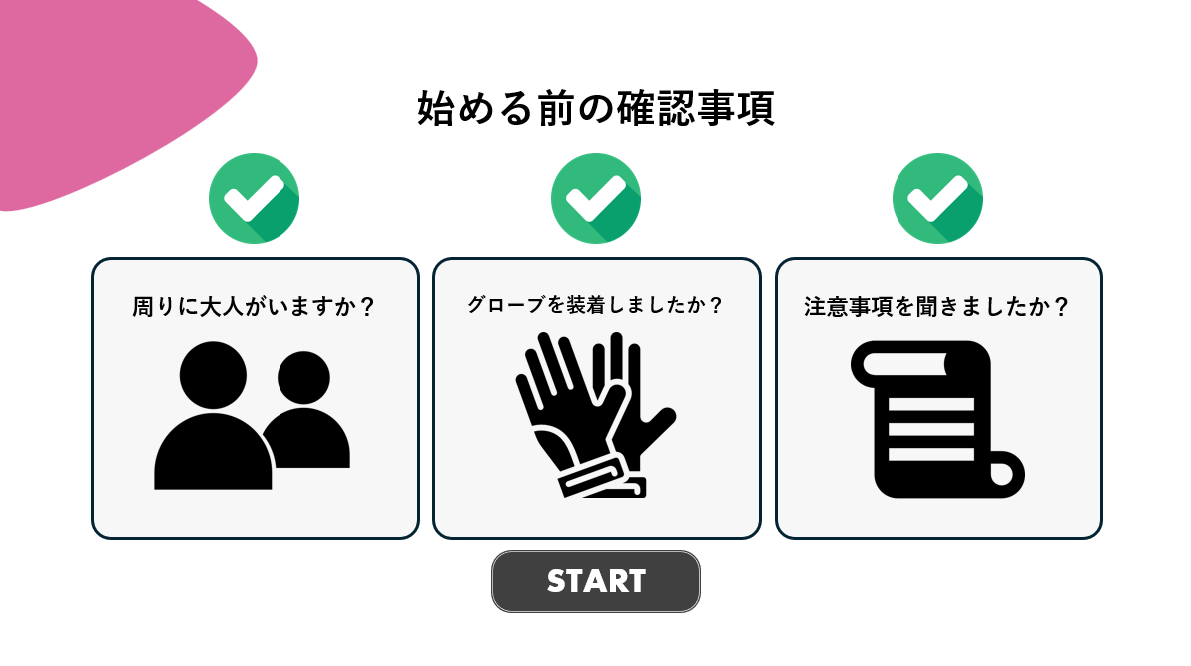 始める前の確認事項
周りに大人がいますか？
グローブを装着しましたか？
注意事項を聞きましたか？
START